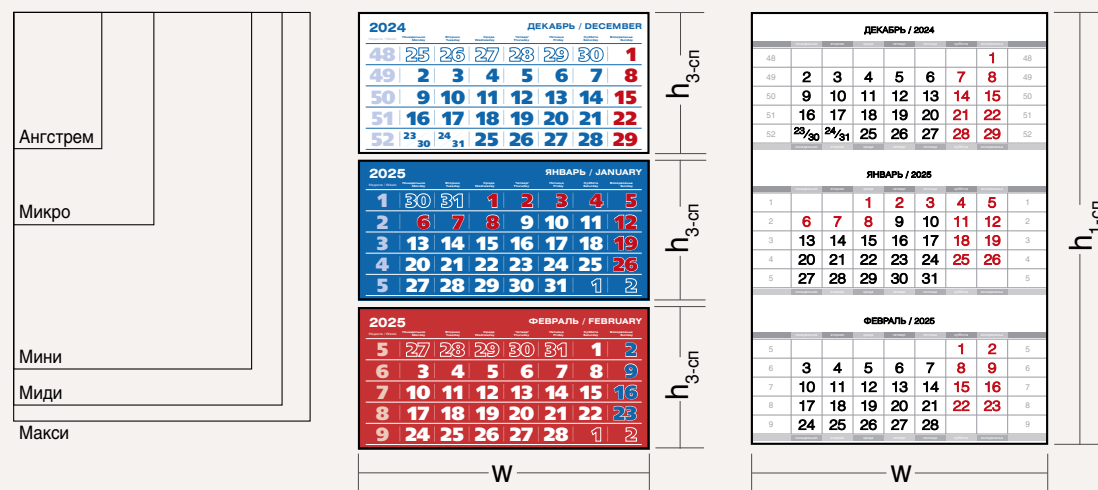 Ангстрем
Микро
Мини
Миди
Макси
2024 ДЕКАБРЬ / DECEMBER
48 25 26 27 28 29 30 1
49 2 3 4 5 6 7 8
50 9 10 11 12 13 14 15
51 16 17 18 19 20 21 22
52 23/30 24/31 25 26 27 28 29
h3-сп
2025 ЯНВАРЬ / JANUARY
1 30 31 1 2 3 4 5
2 6 7 8 9 10 11 12
3 13 14 15 16 17 18 19
4 20 21 22 23 24 25 26
5 27 28 29 30 31 1 2
h3-сп
2025 ФЕВРАЛЬ / FEBRUARY
5 27 28 29 30 31 1 2
6 3 4 5 6 7 8 9
7 10 11 12 13 14 15 16
8 17 18 19 20 21 22 23
9 24 25 26 27 28 1 2
h3-сп
w
ДЕКАБРЬ / 2024
48 1 48
49 2 3 4 5 6 7 8 49
50 9 10 11 12 13 14 15 50
51 16 17 18 19 20 21 22 51
52 23/30 24/31 25 26 27 28 29 52
ЯНВАРЬ / 2025
1 1 2 3 4 5 1
2 6 7 8 9 10 11 12 2
3 13 14 15 16 17 18 19 3
4 20 21 22 23 24 25 26 4
5 27 28 29 30 31 5
ФЕВРАЛЬ / 2025
5 1 2 5
6 3 4 5 6 7 8 9 6
7 10 11 12 13 14 15 16 7
8 17 18 19 20 21 22 23 8
9 24 25 26 27 28 9
h1-сп
w